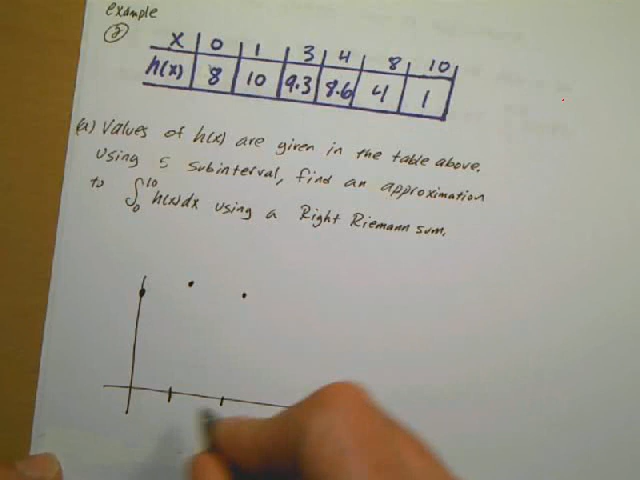 example
②
x 0 1 3 4 8 10
h(x) 8 10 9.3 8.6 4 1
(a) Values of h(x) are given in the table above.
Using 5 subinterval, find an approximation
to ∫₀¹⁰ h(x)dx using a Right Riemann sum.